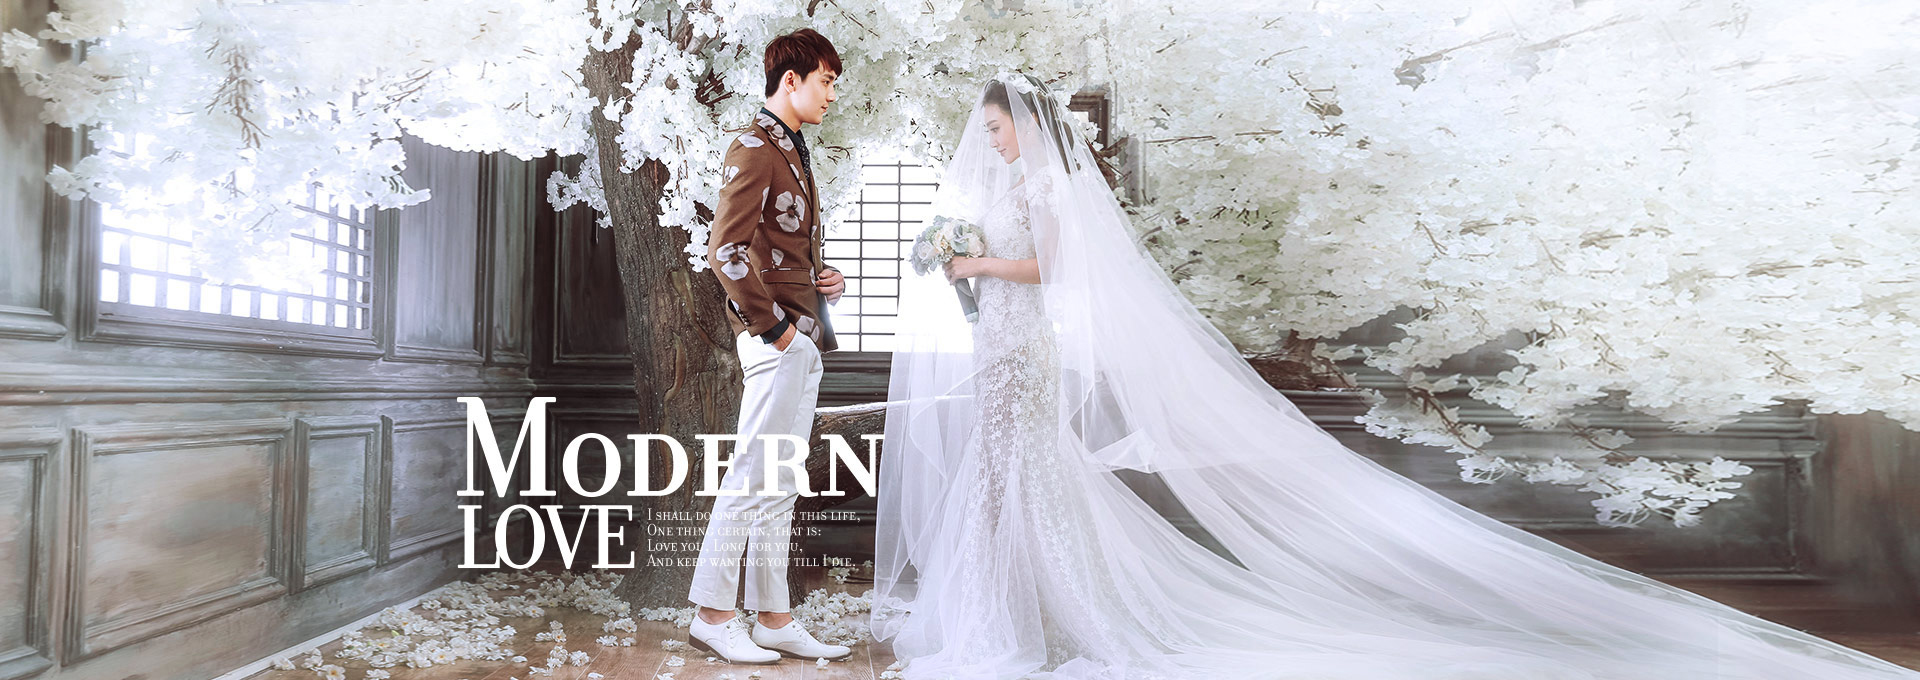 MODERN
LOVE
I SHALL DO ONE THING IN THIS LIFE,
ONE THING CERTAIN, THAT IS:
LOVE YOU, LONG FOR YOU,
AND KEEP WANTING YOU TILL I DIE.